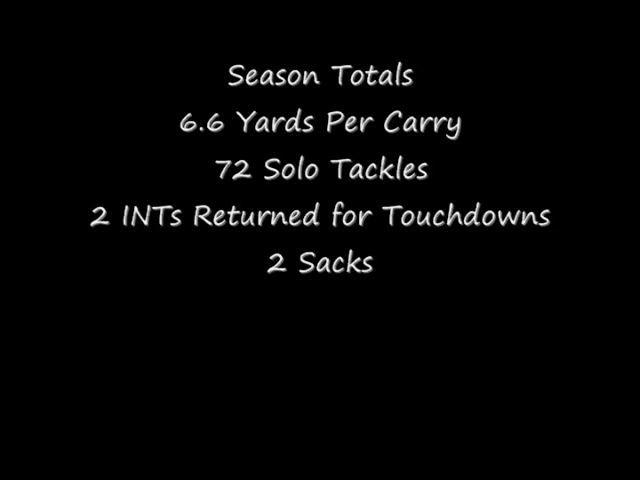 Season Totals
6.6 Yards Per Carry
72 Solo Tackles
2 INTs Returned for Touchdowns
2 Sacks